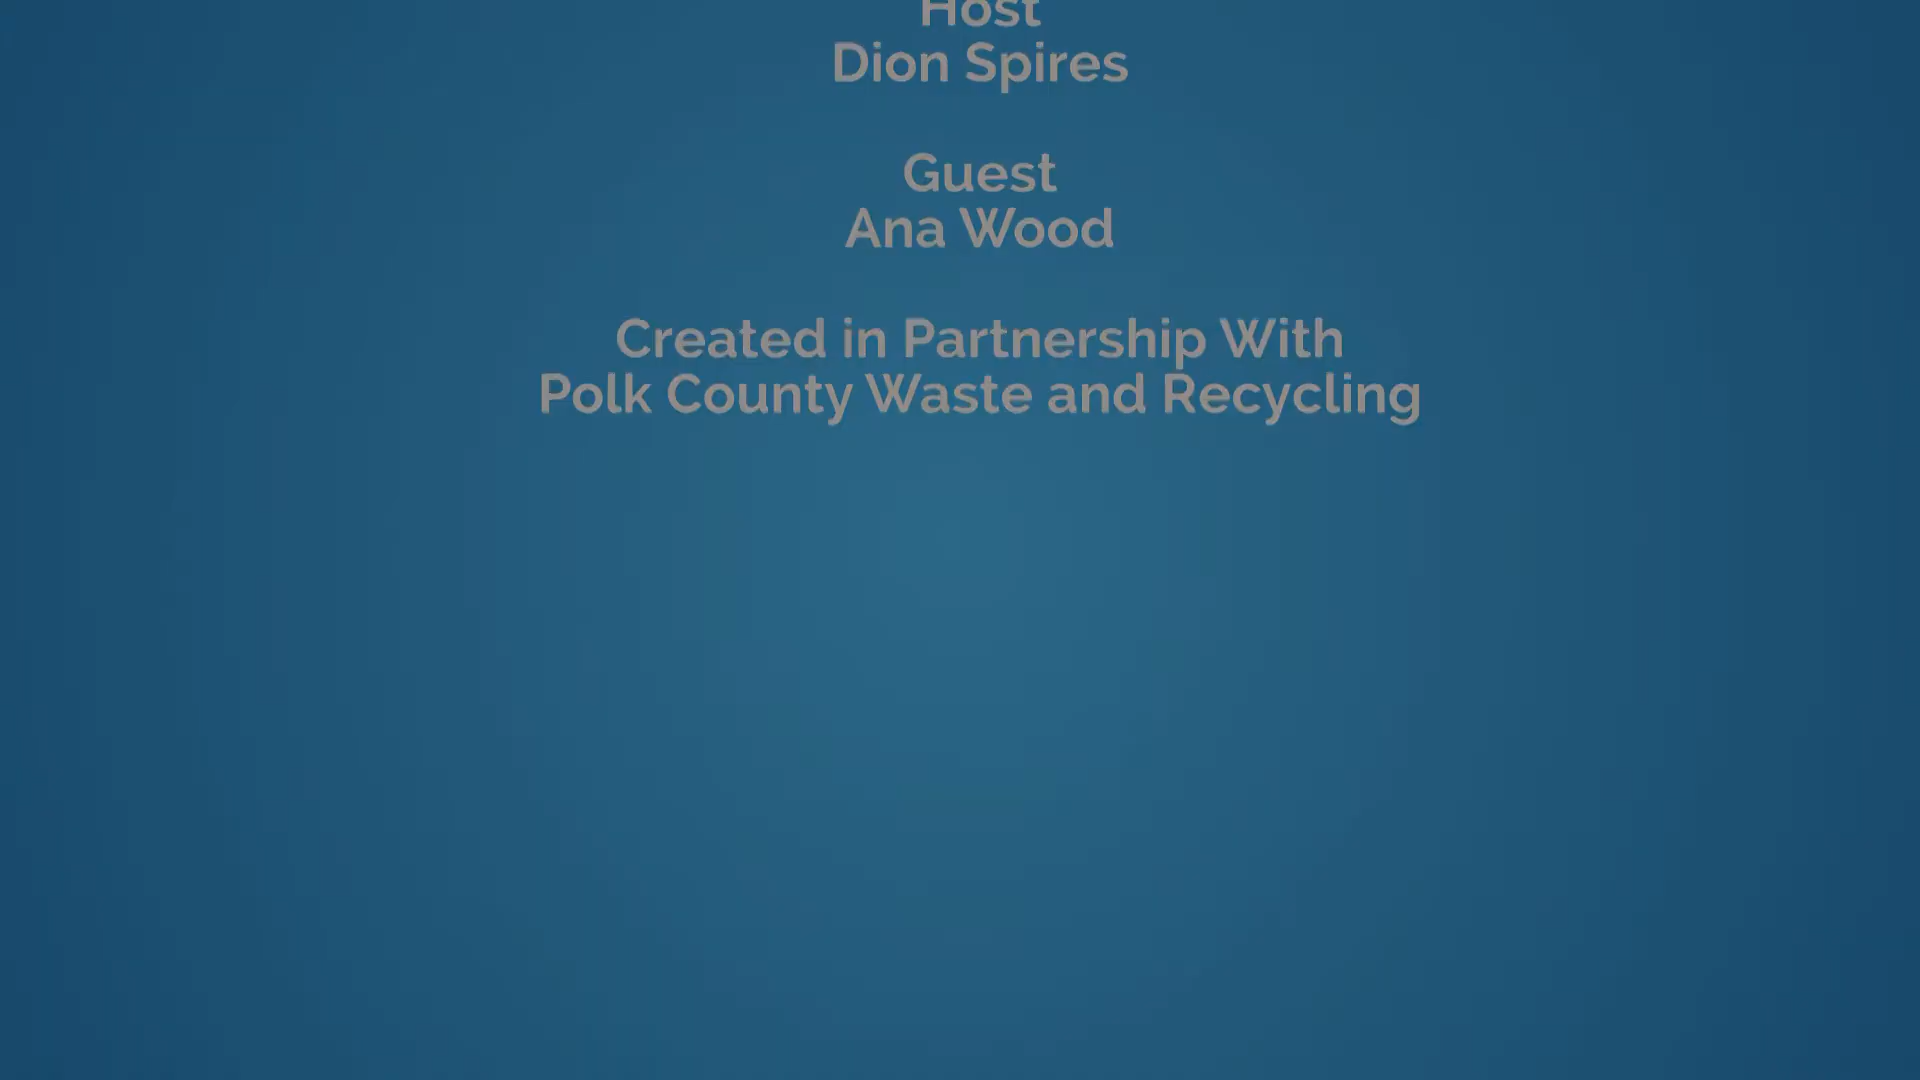 Host
Dion Spires
Guest
Ana Wood
Created in Partnership With
Polk County Waste and Recycling